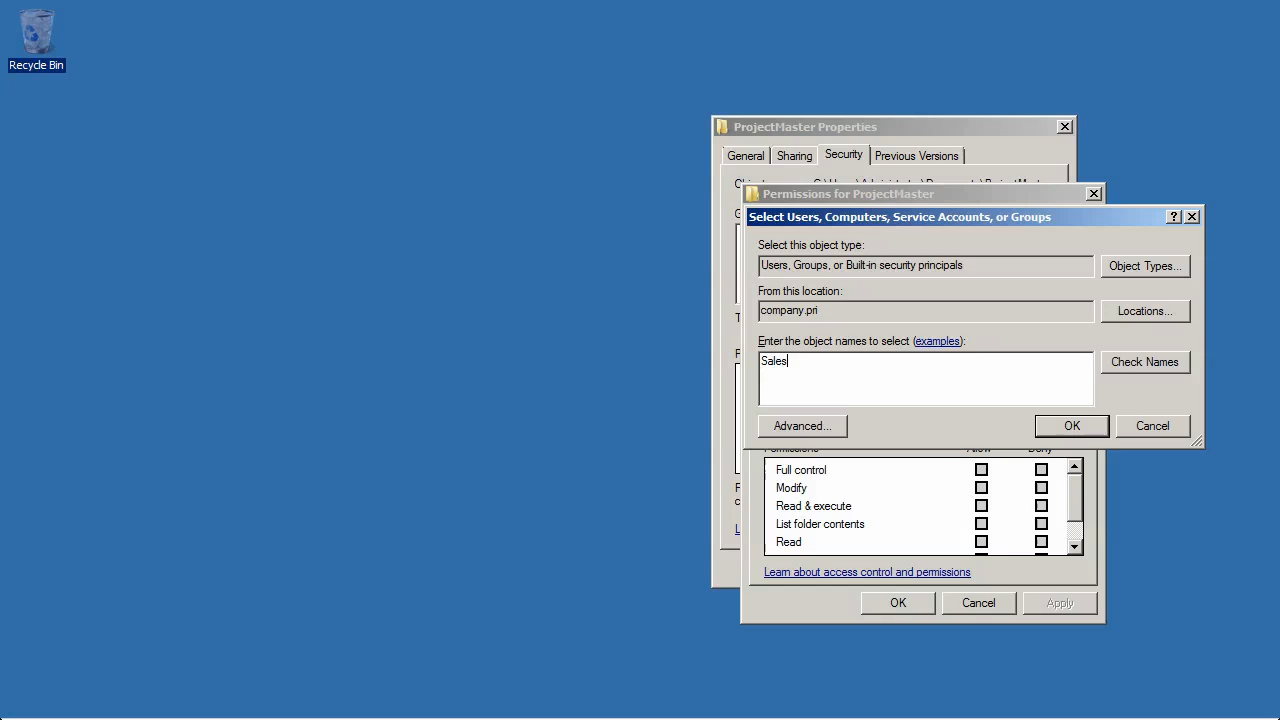 Recycle Bin
ProjectMaster Properties
General Sharing Security Previous Versions
Permissions for ProjectMaster
Select Users, Computers, Service Accounts, or Groups
Select this object type:
Users, Groups, or Built-in security principals
Object Types...
From this location:
company.pri
Locations...
Enter the object names to select (examples):
Sales
Check Names
Advanced...
OK
Cancel
Full control
Modify
Read & execute
List folder contents
Read
Learn about access control and permissions
OK
Cancel
Apply